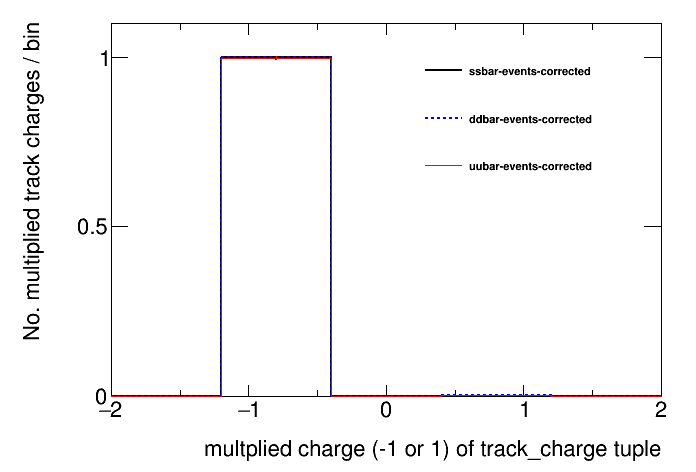 No. multiplied track charges / bin
1
0.5
0
ssbar-events-corrected
ddbar-events-corrected
uubar-events-corrected
−2 −1 0 1 2
multplied charge (-1 or 1) of track_charge tuple